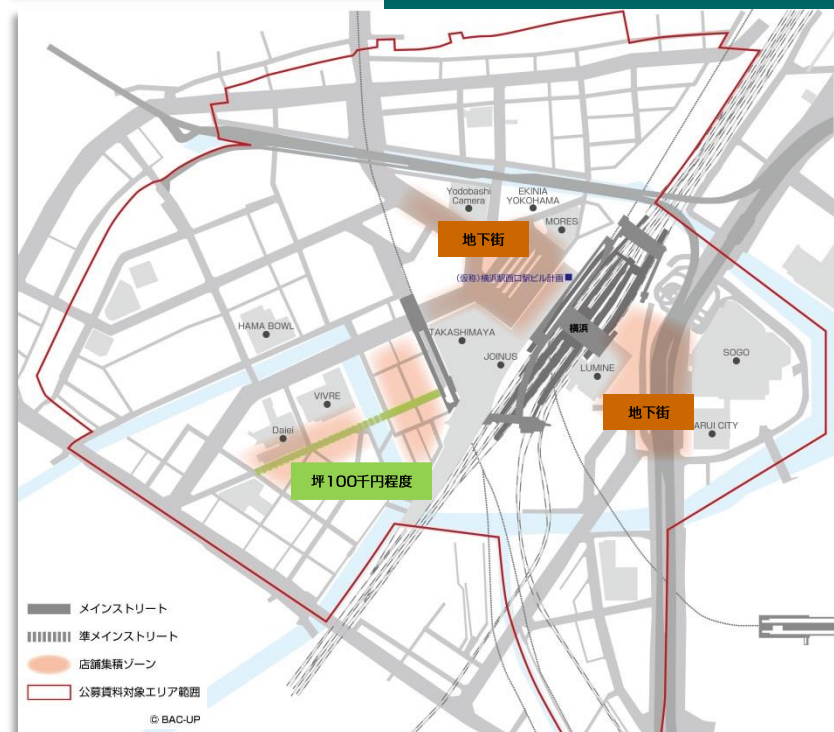 Yodobashi
Camera
EKINIA
YOKOHAMA
MORES
地下街
(仮称)横浜駅西口駅ビル計画
HAMA BOWL
TAKASHIMAYA
横浜
JOINUS
LUMINE
SOGO
VIVRE
地下街
Daiei
ARUI CITY
坪100千円程度
メインストリート
準メインストリート
店舗集積ゾーン
公募賃料対象エリア範囲
© BAC-UP